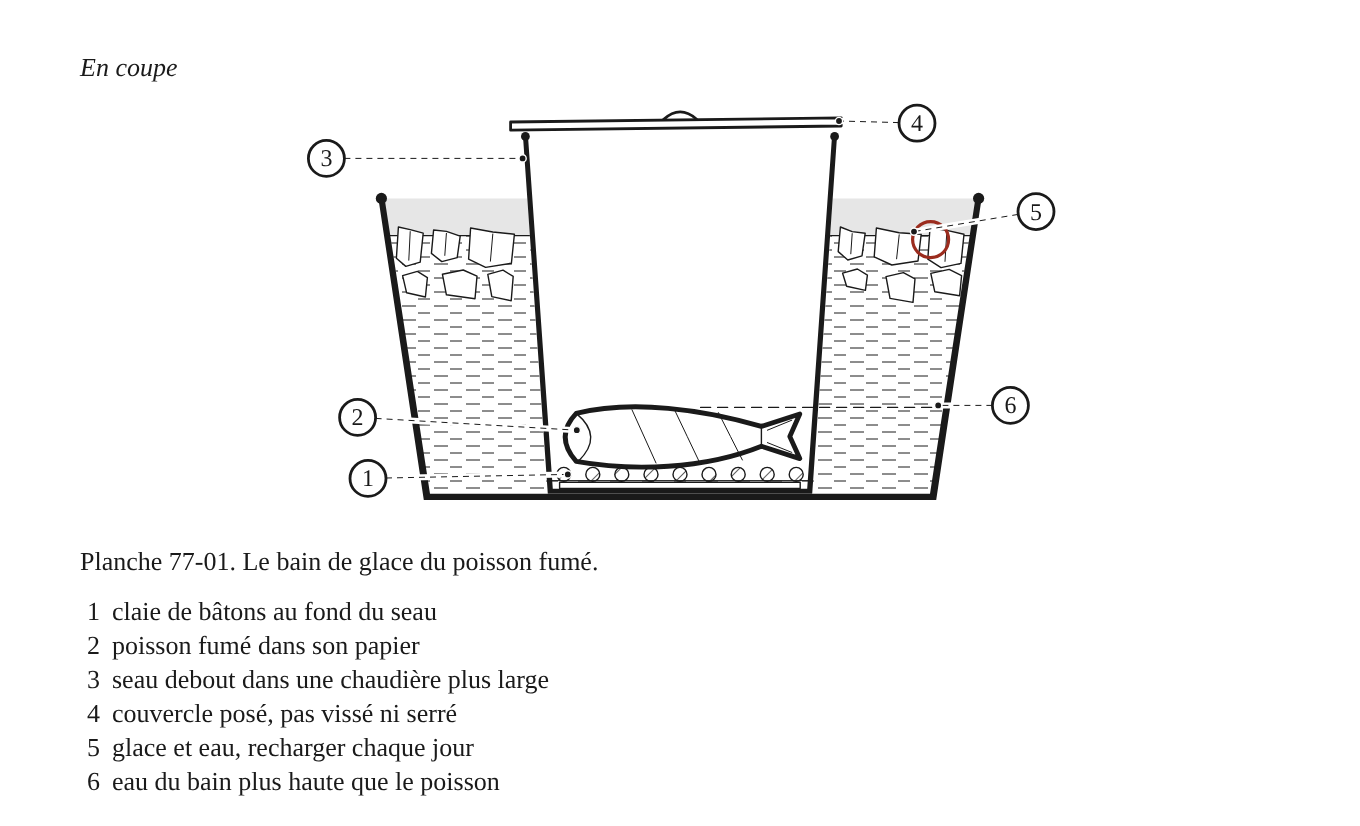 En coupe
4
3
5
6
2
1
Planche 77-01. Le bain de glace du poisson fumé.
1 claie de bâtons au fond du seau
2 poisson fumé dans son papier
3 seau debout dans une chaudière plus large
4 couvercle posé, pas vissé ni serré
5 glace et eau, recharger chaque jour
6 eau du bain plus haute que le poisson